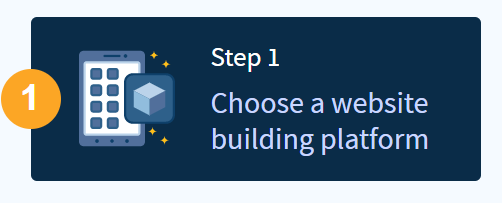 1
Step 1
Choose a website
building platform